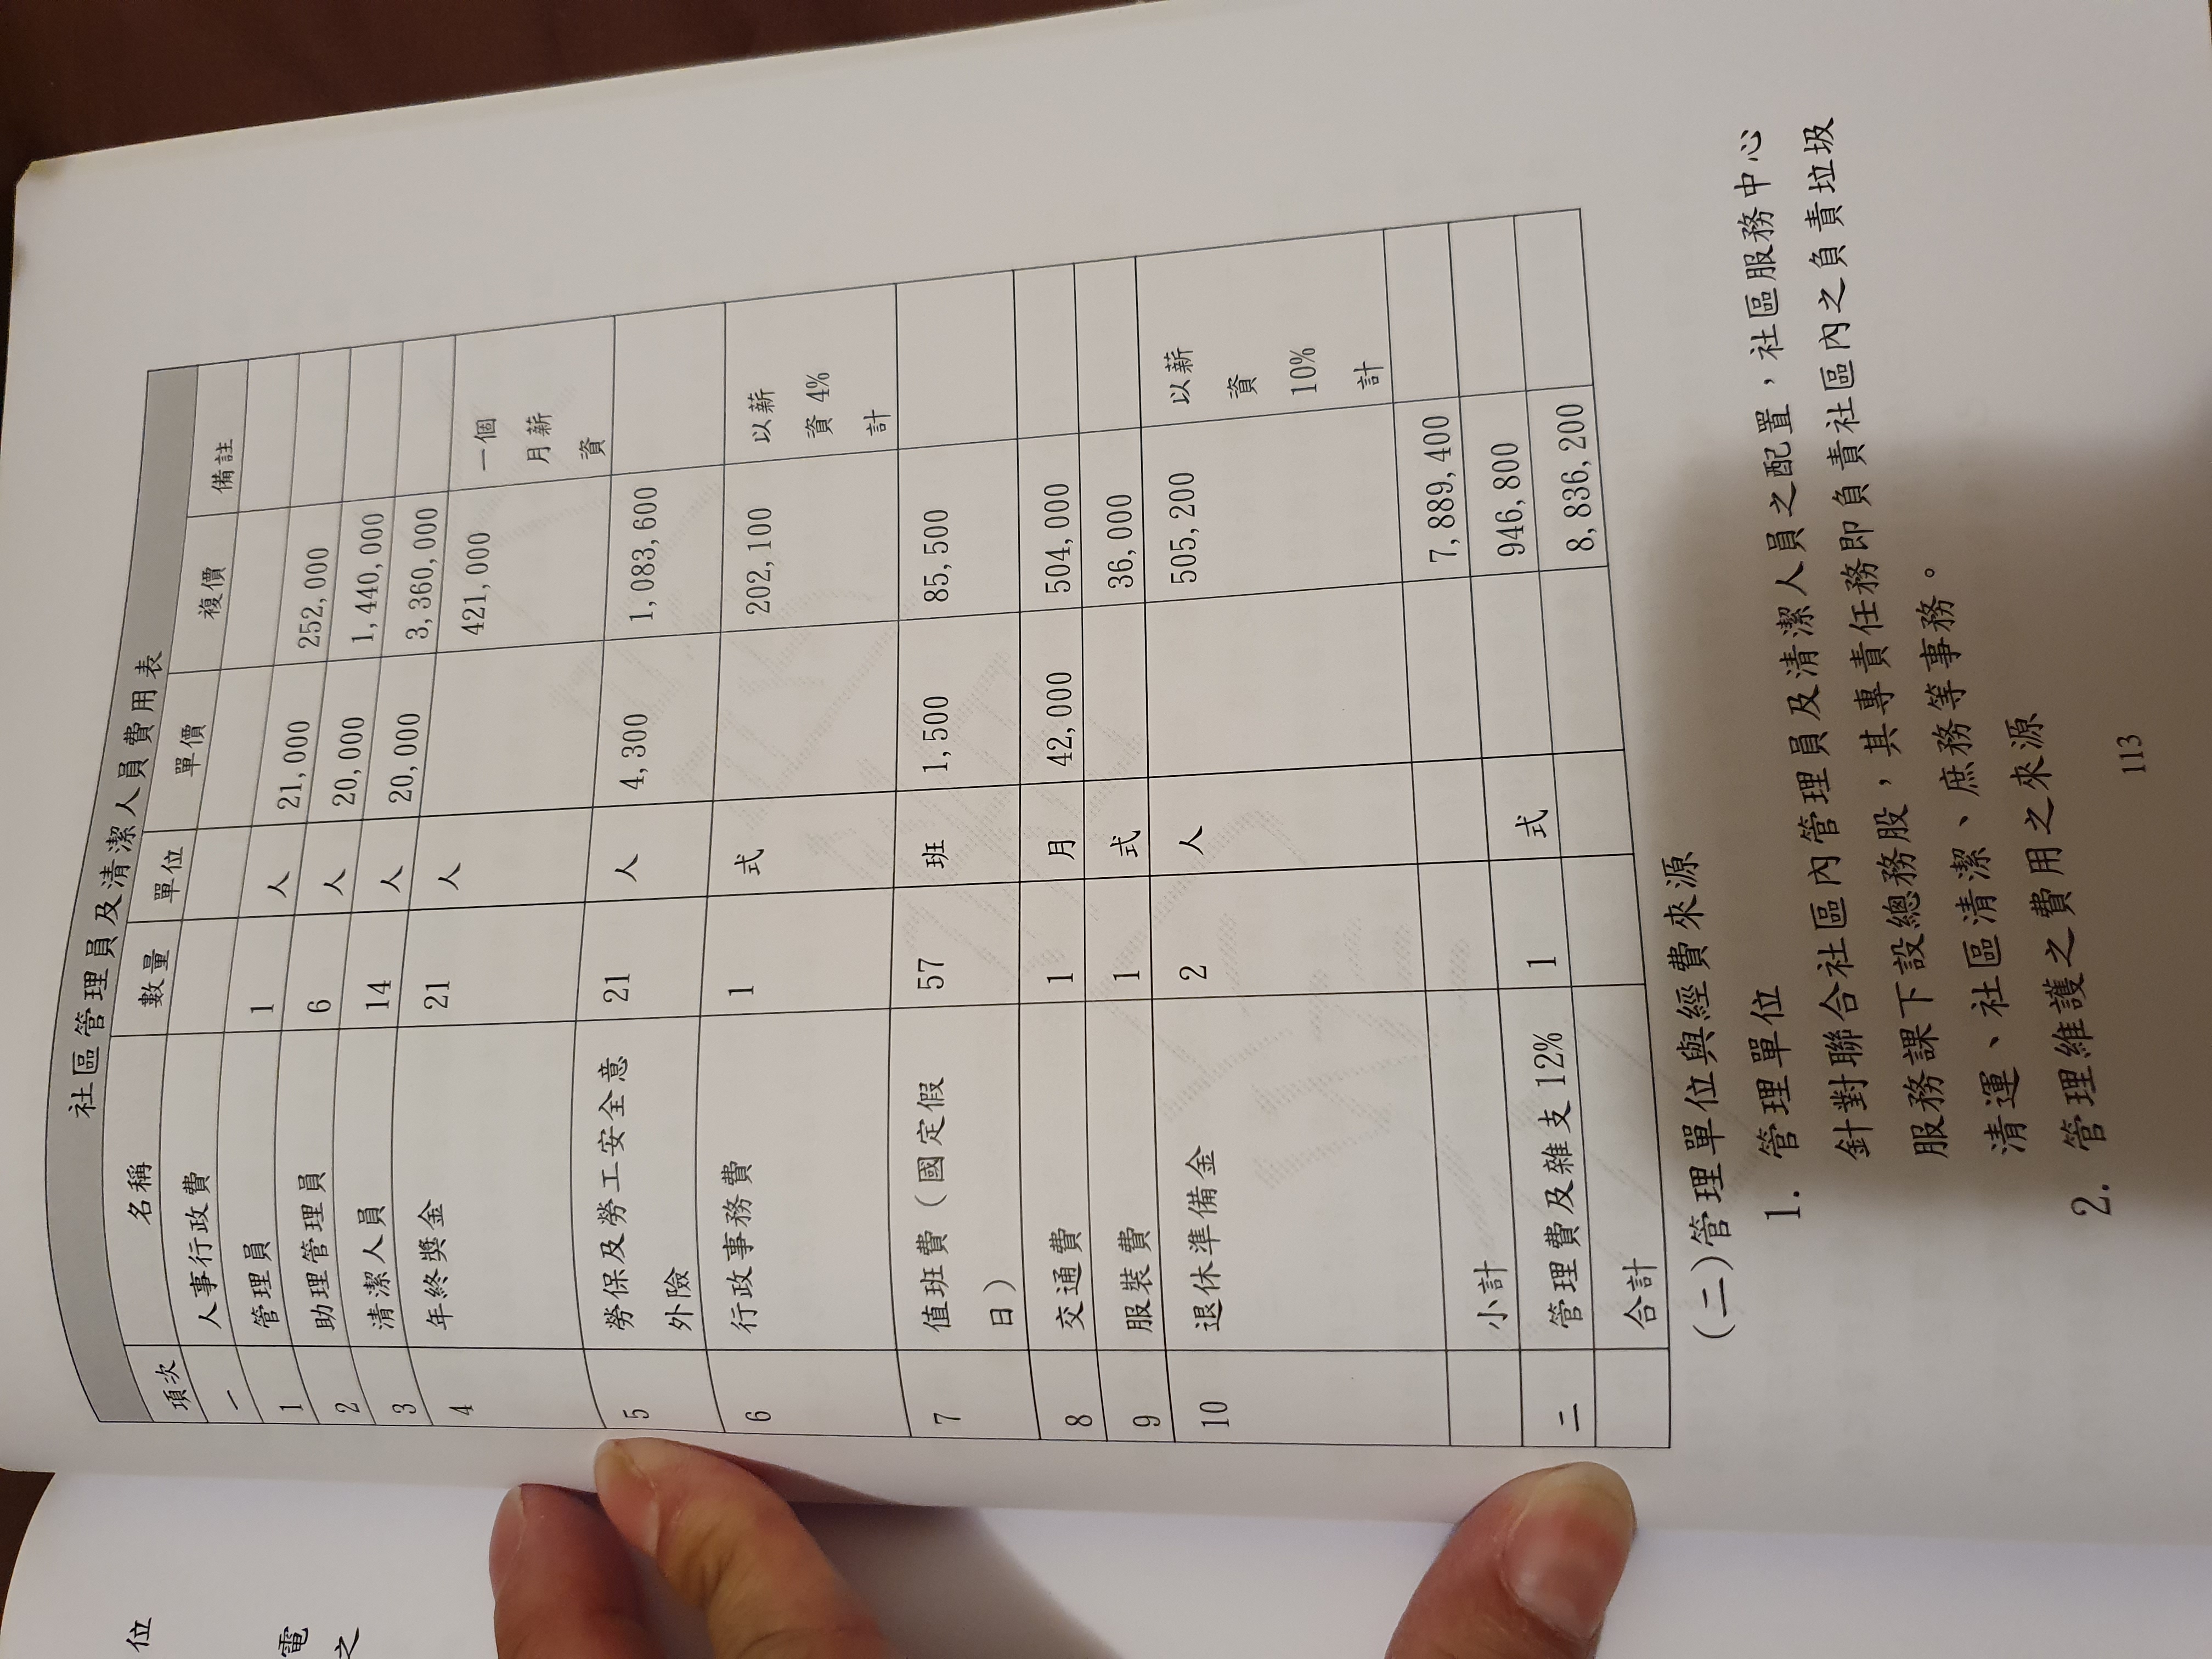 位
電
之
社區管理員及清潔人員費用表
項次 名稱 數量 單位 單價 複價 備註
一 人事行政費
1 管理員 1 人 21,000 252,000
2 助理管理員 6 人 20,000 1,440,000
3 清潔人員 14 人 20,000 3,360,000
4 年終獎金 21 人 421,000 一個
月薪
資
5 勞保及勞工安全意 21 人 4,300 1,083,600
外險
6 行政事務費 1 式 202,100 以薪
資 4%
計
7 值班費（國定假 57 班 1,500 85,500
日）
8 交通費 1 月 42,000 504,000
9 服裝費 1 式 36,000
10 退休準備金 2 人 505,200 以薪
資
10%
計
小計 7,889,400
二 管理費及雜支 12% 1 式 946,800
合計 8,836,200
(二)管理單位與經費來源
1. 管理單位
針對聯合社區內管理員及清潔人員之配置，社區服務中心
服務課下設總務股，其專責任務即負責社區內之負責垃圾
清運、社區清潔、庶務等事務。
2. 管理維護之費用之來源
113